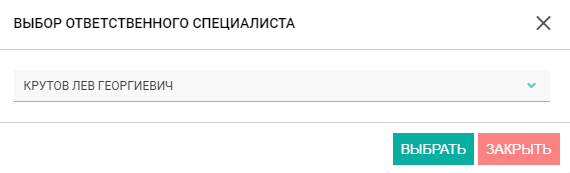 ВЫБОР ОТВЕТСТВЕННОГО СПЕЦИАЛИСТА
КРУТОВ ЛЕВ ГЕОРГИЕВИЧ
ВЫБРАТЬ ЗАКРЫТЬ